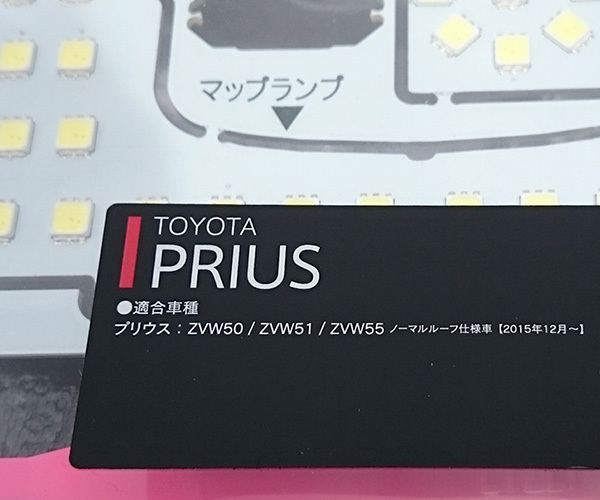 マップランプ
▼
TOYOTA
PRIUS
●適合車種
プリウス：ZVW50 / ZVW51 / ZVW55 ノーマルルーフ仕様車【2015年12月～】